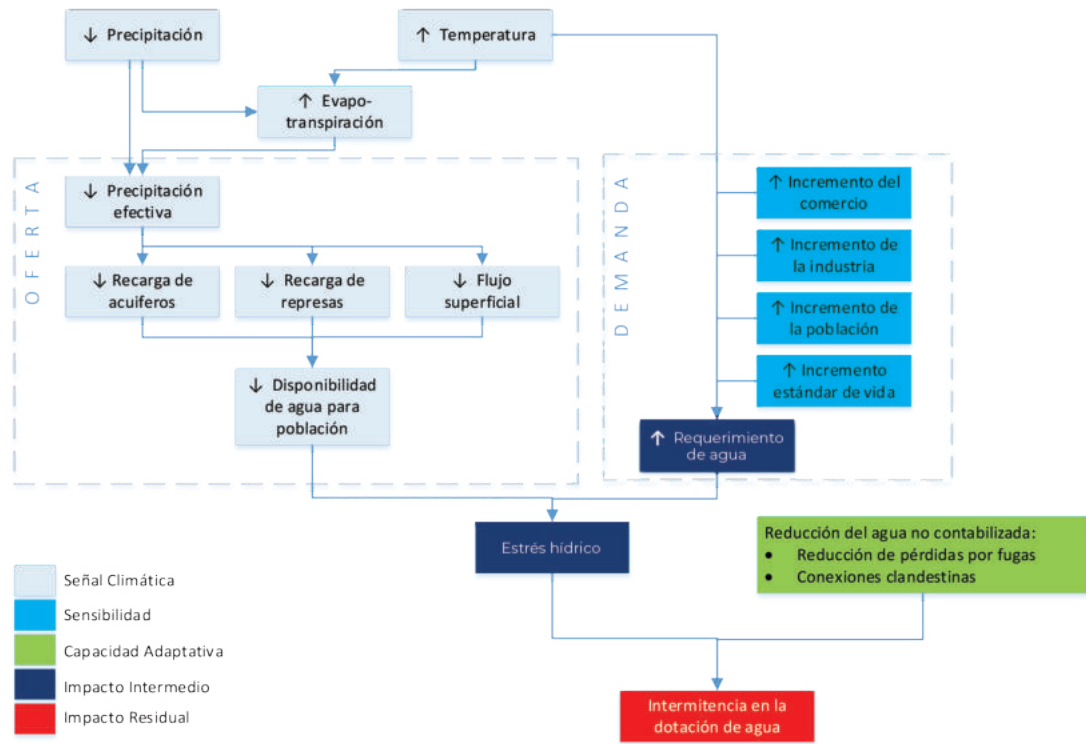 ↓ Precipitación
↑ Temperatura
↑ Evapo-
transpiración
OFERTA
↓ Precipitación
efectiva
↓ Recarga de
acuiferos
↓ Recarga de
represas
↓ Flujo
superficial
↓ Disponibilidad
de agua para
población
DEMANDA
↑ Incremento del
comercio
↑ Incremento de
la industria
↑ Incremento de
la población
↑ Incremento
estándar de vida
↑ Requerimiento
de agua
Estrés hídrico
Reducción del agua no contabilizada:
• Reducción de pérdidas por fugas
• Conexiones clandestinas
Señal Climática
Sensibilidad
Capacidad Adaptativa
Impacto Intermedio
Impacto Residual
Intermitencia en la
dotación de agua